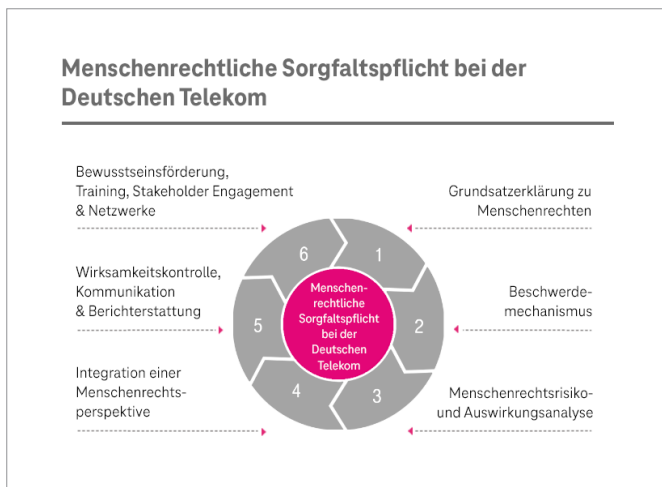 Menschenrechtliche Sorgfaltspflicht bei der
Deutschen Telekom
Bewusstseinsförderung,
Training, Stakeholder Engagement
& Netzwerke
Grundsatzerklärung zu
Menschenrechten
6
1
Wirksamkeitskontrolle,
Kommunikation
& Berichterstattung
5
Menschen-
rechtliche
Sorgfaltspflicht
bei der
Deutschen
Telekom
2
Beschwerde-
mechanismus
Integration einer
Menschenrechts-
perspektive
4
3
Menschenrechtsrisiko-
und Auswirkungsanalyse